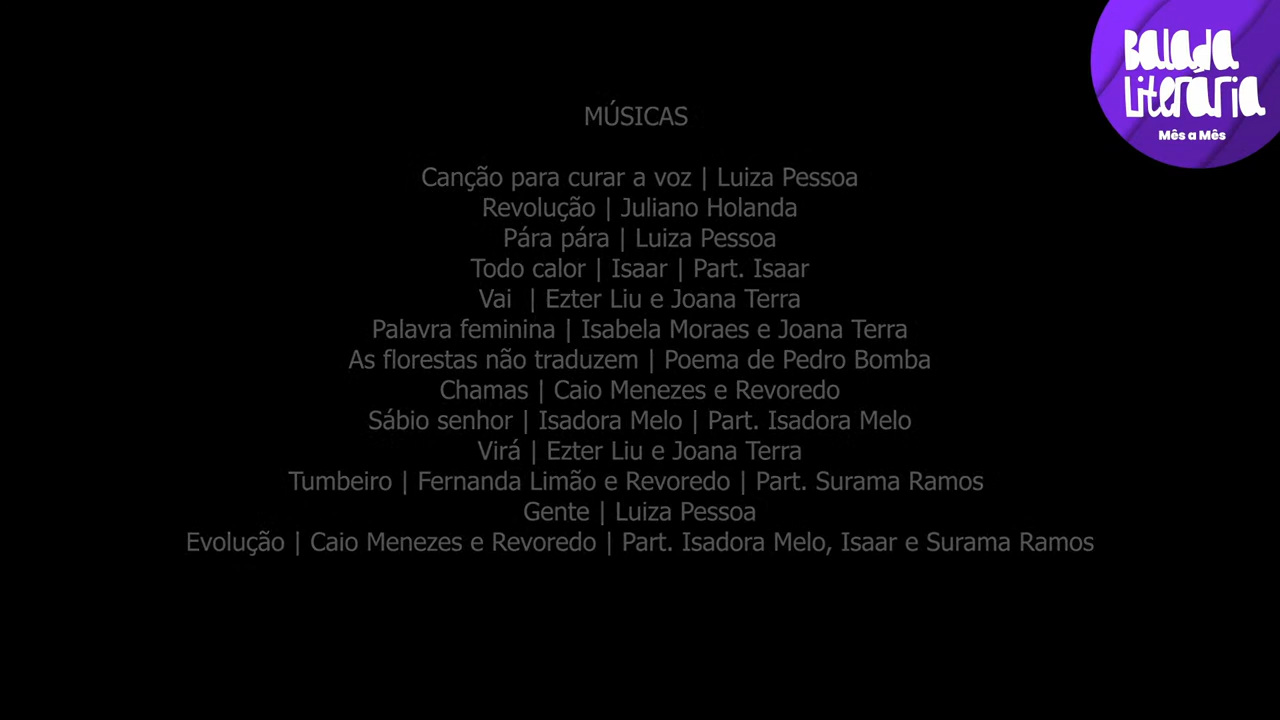 Balada
Literária
Mês a Mês
MÚSICAS
Canção para curar a voz | Luiza Pessoa
Revolução | Juliano Holanda
Pára pára | Luiza Pessoa
Todo calor | Isaar | Part. Isaar
Vai  | Ezter Liu e Joana Terra
Palavra feminina | Isabela Moraes e Joana Terra
As florestas não traduzem | Poema de Pedro Bomba
Chamas | Caio Menezes e Revoredo
Sábio senhor | Isadora Melo | Part. Isadora Melo
Virá | Ezter Liu e Joana Terra
Tumbeiro | Fernanda Limão e Revoredo | Part. Surama Ramos
Gente | Luiza Pessoa
Evolução | Caio Menezes e Revoredo | Part. Isadora Melo, Isaar e Surama Ramos